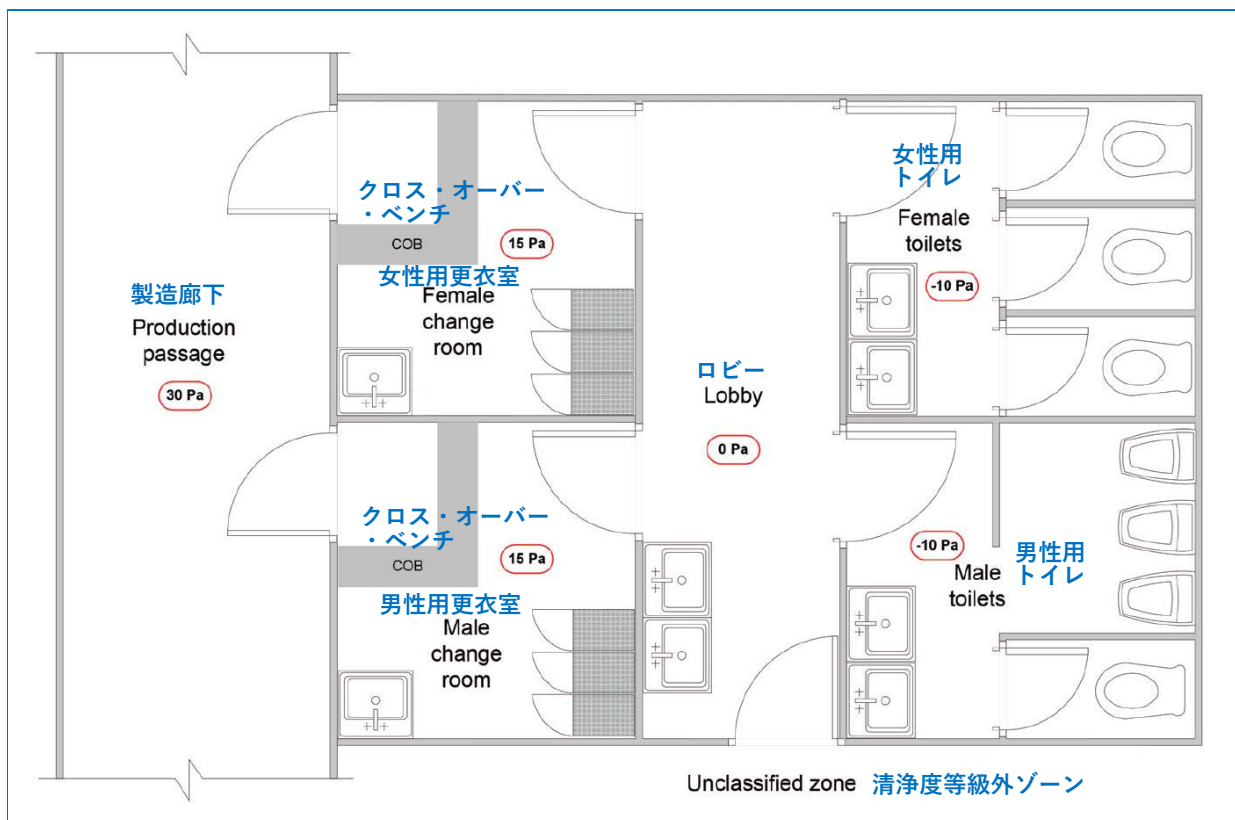 製造廊下
Production
passage
30 Pa
クロス・オーバー
・ベンチ
COB
15 Pa
女性用更衣室
Female
change
room
クロス・オーバー
・ベンチ
COB
15 Pa
男性用更衣室
Male
change
room
ロビー
Lobby
0 Pa
女性用
トイレ
Female
toilets
-10 Pa
-10 Pa
男性用
トイレ
Male
toilets
Unclassified zone 清浄度等級外ゾーン